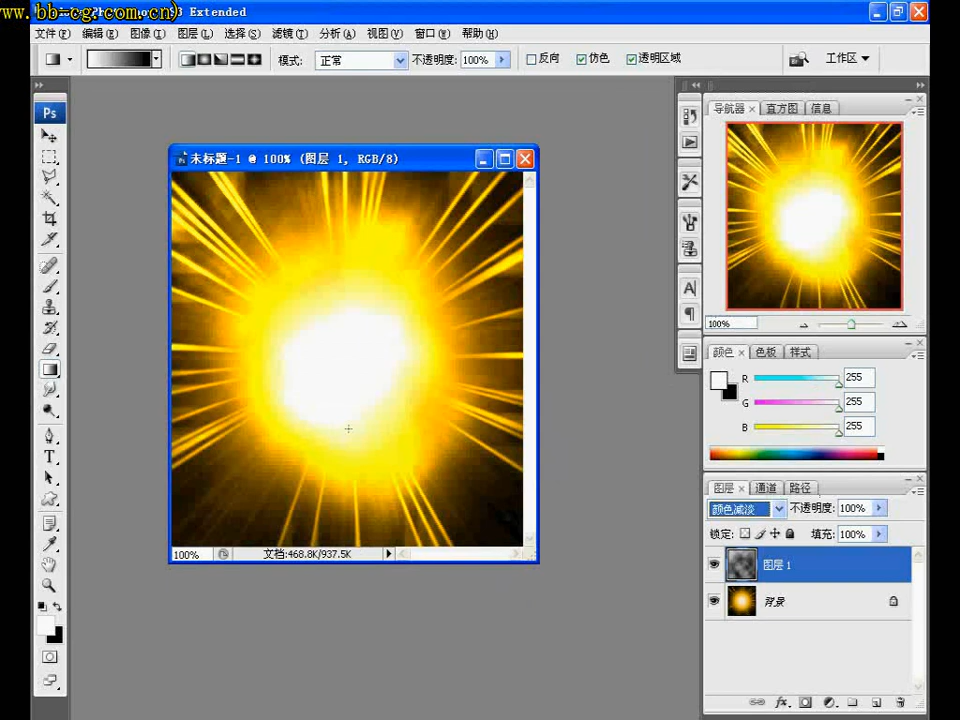 www.bb-cg.com.cn)
3 Extended
文件(F) 编辑(E) 图像(I) 图层(L) 选择(S) 滤镜(T) 分析(A) 视图(V) 窗口(W) 帮助(H)
模式: 正常 不透明度: 100% 反向 仿色 透明区域 工作区
Ps
未标题-1 @ 100% (图层 1, RGB/8)
导航器 直方图 信息
100%
颜色 色板 样式
R 255
G 255
B 255
图层 通道 路径
颜色减淡 不透明度: 100%
锁定: 填充: 100%
图层 1
背景
100% 文档:468.8K/937.5K